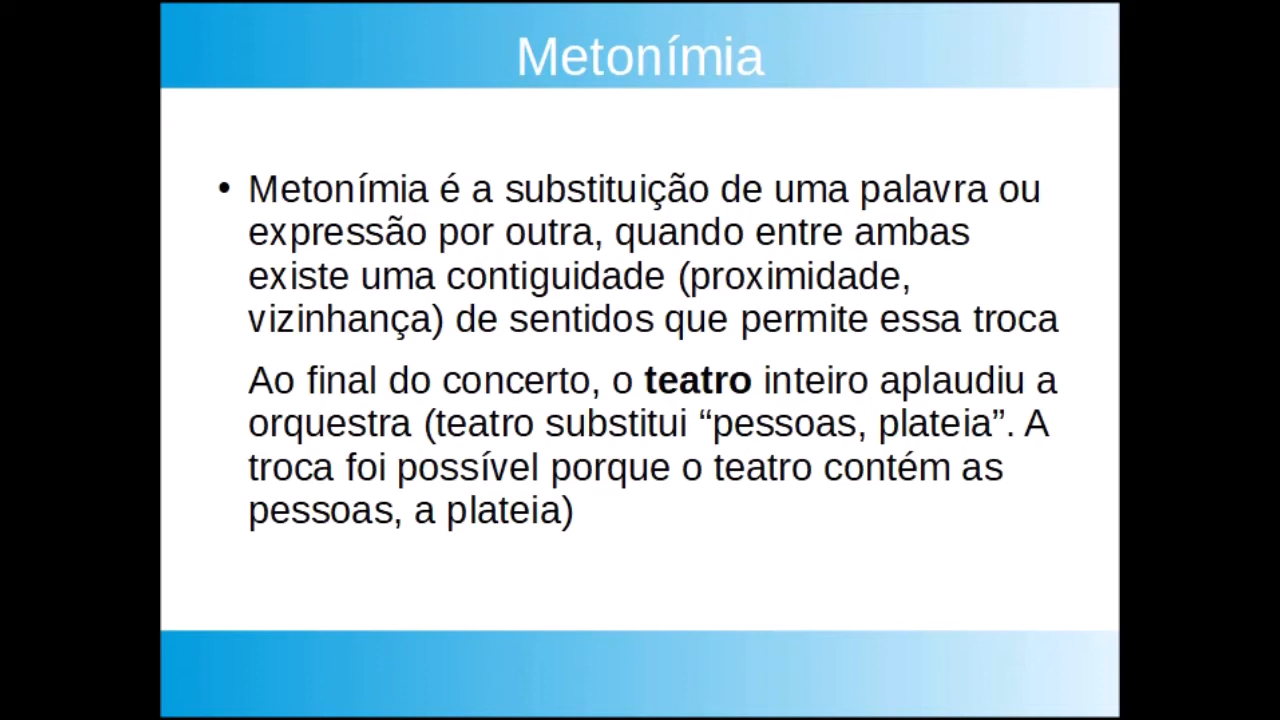 Metonímia
• Metonímia é a substituição de uma palavra ou
expressão por outra, quando entre ambas
existe uma contiguidade (proximidade,
vizinhança) de sentidos que permite essa troca
Ao final do concerto, o teatro inteiro aplaudiu a
orquestra (teatro substitui “pessoas, plateia”. A
troca foi possível porque o teatro contém as
pessoas, a plateia)